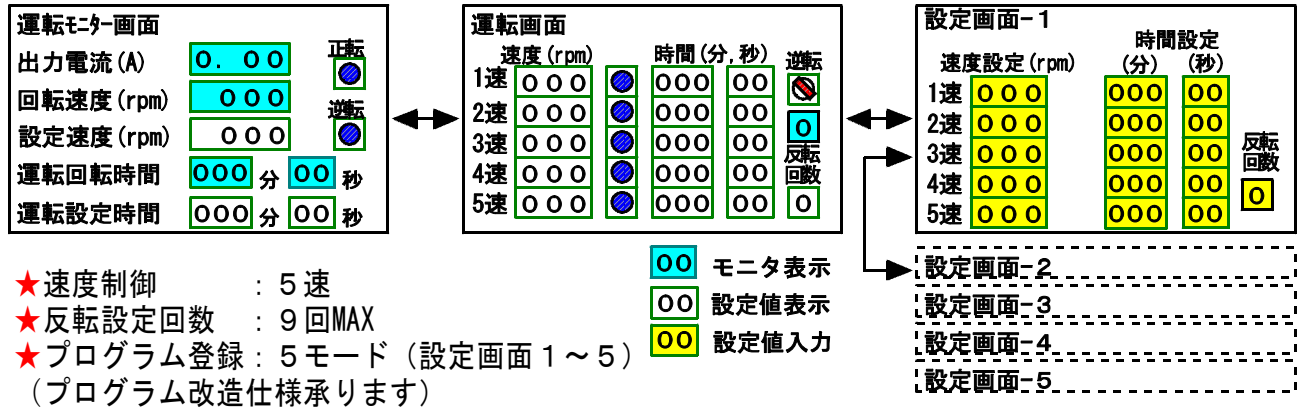 運転ﾓﾆﾀｰ画面
出力電流(A) 0. 00
正転
回転速度(rpm) 000
逆転
設定速度(rpm) 000
運転回転時間 000 分 00 秒
運転設定時間 000 分 00 秒
運転画面
速度(rpm) 時間(分,秒) 逆転
1速 000 000 00
2速 000 000 00 0
3速 000 000 00 反転
4速 000 000 00 回数
5速 000 000 00 0
設定画面-1
時間設定
速度設定(rpm) (分) (秒)
1速 000 000 00
2速 000 000 00
3速 000 000 00 反転
4速 000 000 00 回数
5速 000 000 00 0
設定画面-2
設定画面-3
設定画面-4
設定画面-5
00 モニタ表示
00 設定値表示
00 設定値入力
★速度制御 : 5速
★反転設定回数 : 9回MAX
★プログラム登録: 5モード(設定画面1~5)
(プログラム改造仕様承ります)